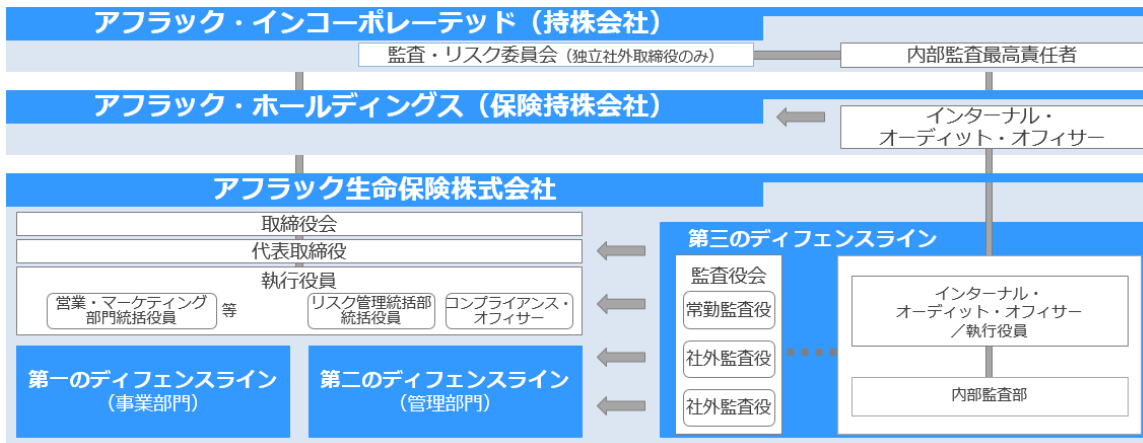 アフラック・インコーポレーテッド（持株会社）
監査・リスク委員会（独立社外取締役のみ）
内部監査最高責任者
アフラック・ホールディングス（保険持株会社）
インターナル・
オーディット・オフィサー
アフラック生命保険株式会社
取締役会
代表取締役
執行役員
営業・マーケティング
部門統括役員
等
リスク管理統括部
統括役員
コンプライアンス・
オフィサー
第一のディフェンスライン
（事業部門）
第二のディフェンスライン
（管理部門）
第三のディフェンスライン
監査役会
常勤監査役
社外監査役
社外監査役
インターナル・
オーディット・オフィサー
／執行役員
内部監査部